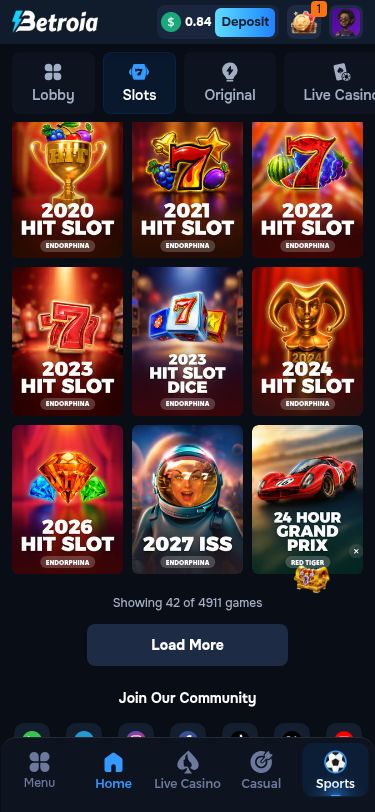 Betroia
$ 0.84 Deposit
1
Lobby
Slots
Original
Live Casino
HIT
2020
HIT SLOT
ENDORPHINA
2021
HIT SLOT
ENDORPHINA
2022
HIT SLOT
ENDORPHINA
2023
HIT SLOT
ENDORPHINA
2023
HIT SLOT
DICE
ENDORPHINA
2024
2024
HIT SLOT
ENDORPHINA
2026
HIT SLOT
ENDORPHINA
2027 ISS
ENDORPHINA
24 HOUR
GRAND
PRIX
RED TIGER
Showing 42 of 4911 games
Load More
Join Our Community
Menu
Home
Live Casino
Casual
Sports